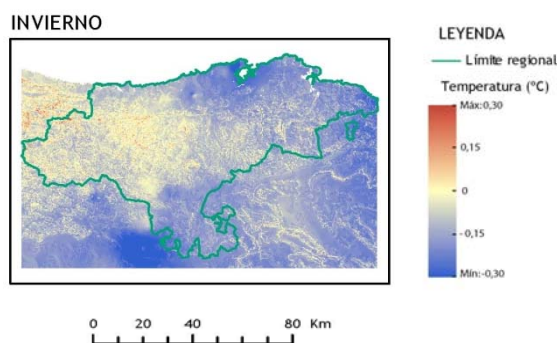 INVIERNO
LEYENDA
Límite regional
Temperatura (°C)
Máx:0,30
0,15
0
-0,15
Mín:-0,30
0 20 40 80 Km